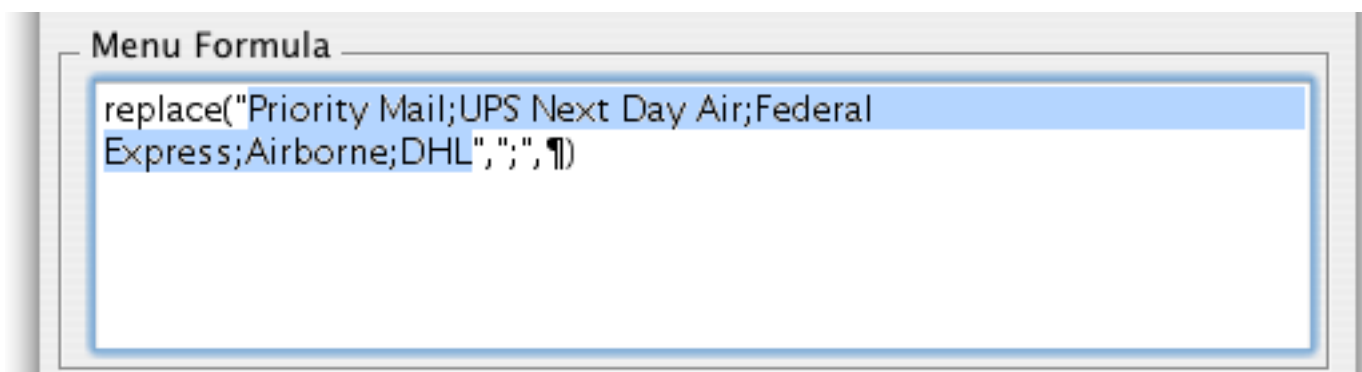 Menu Formula
replace("Priority Mail;UPS Next Day Air;Federal
Express;Airborne;DHL",";",¶)